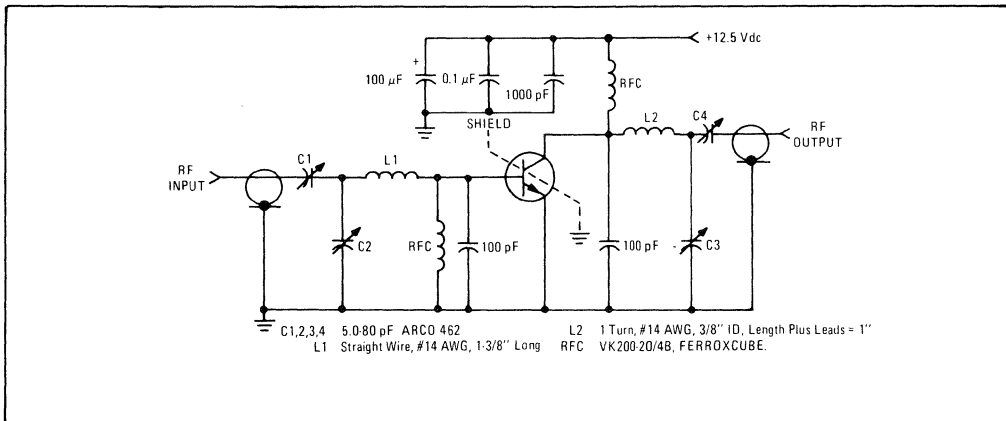 +12.5 Vdc
+
100 μF
0.1 μF
1000 pF
RFC
SHIELD
L2
C4
RF
OUTPUT
RF
INPUT
C1
L1
C2
RFC
100 pF
100 pF
C3
C1,2,3,4 5.0-80 pF ARCO 462
L1 Straight Wire, #14 AWG, 1-3/8" Long
L2 1 Turn, #14 AWG, 3/8" ID, Length Plus Leads = 1"
RFC VK200-20/4B, FERROXCUBE.